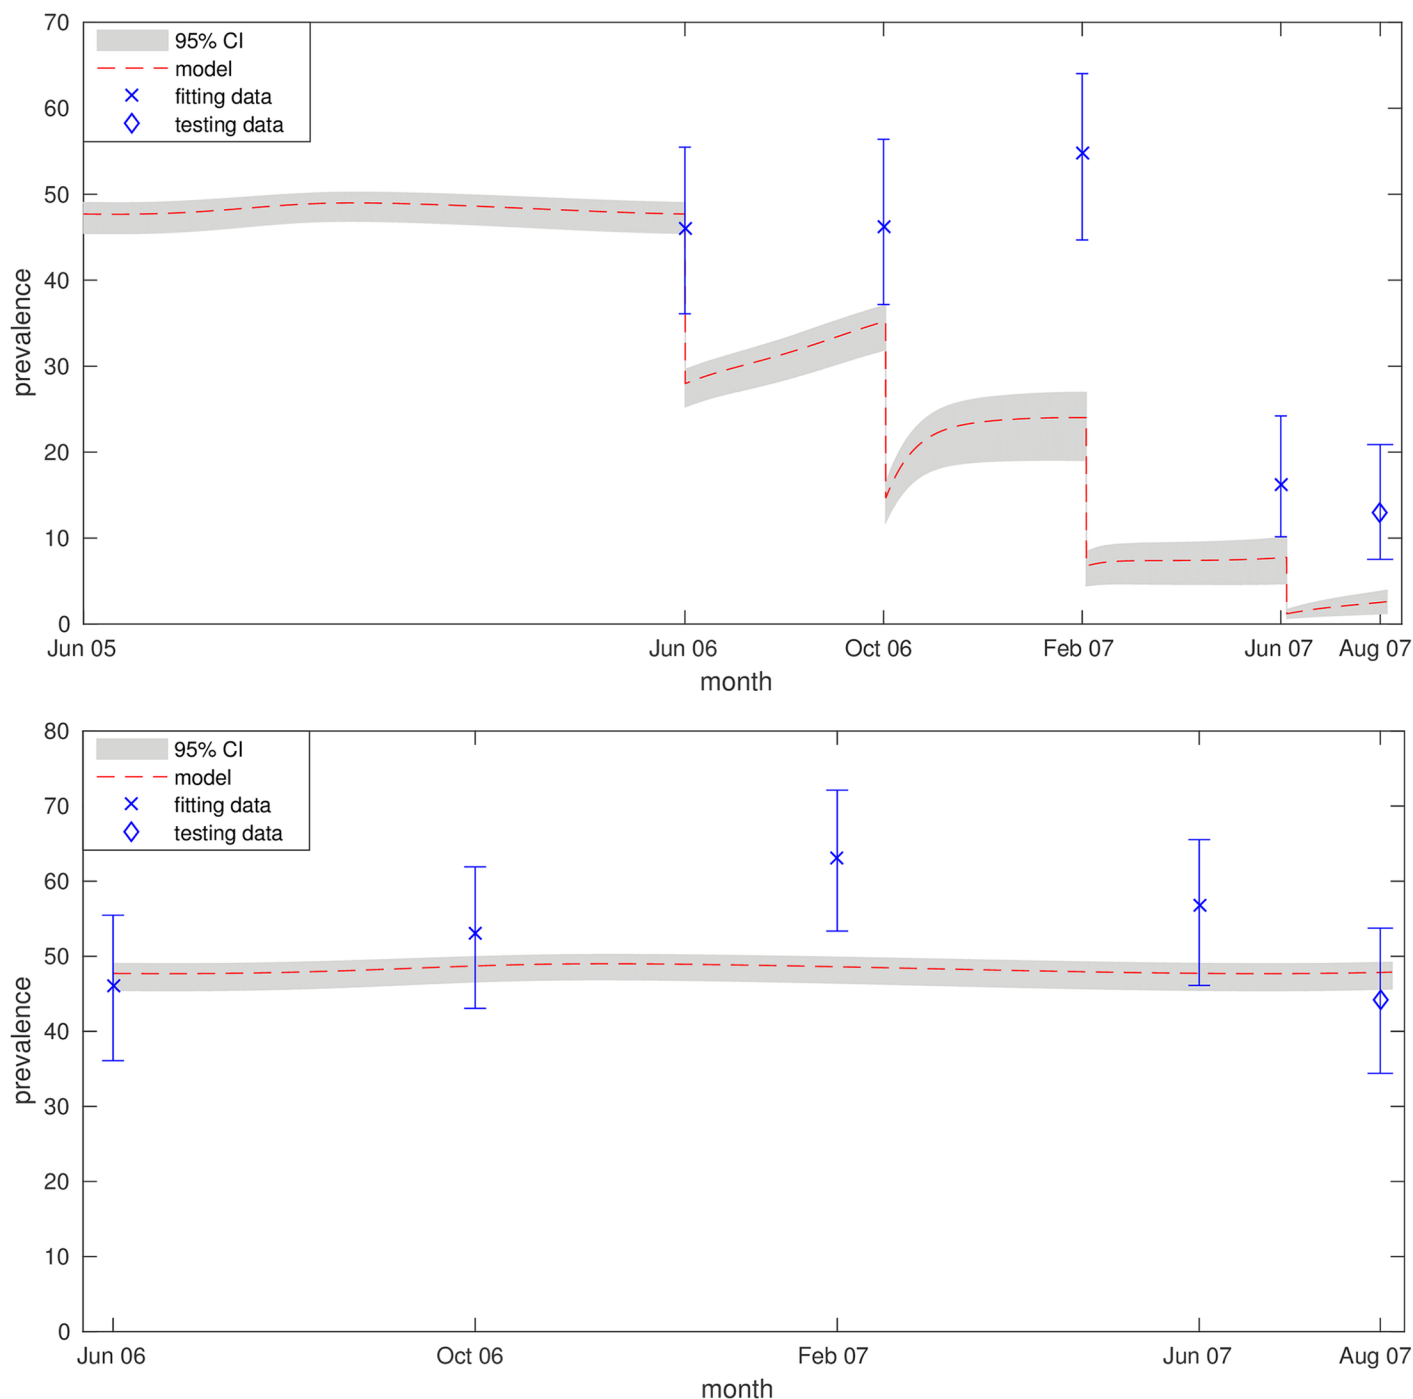 70
60
50
40
30
20
10
0
prevalence
95% CI
model
fitting data
testing data
Jun 05
Jun 06
Oct 06
Feb 07
Jun 07
Aug 07
month
80
70
60
50
40
30
20
10
0
prevalence
95% CI
model
fitting data
testing data
Jun 06
Oct 06
Feb 07
Jun 07
Aug 07
month